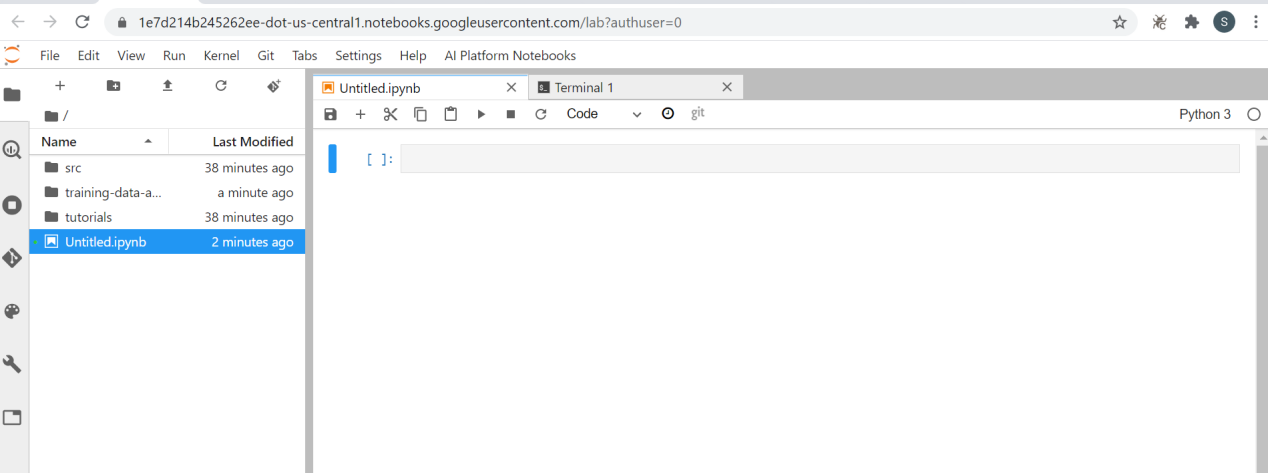 1e7d214b245262ee-dot-us-central1.notebooks.googleusercontent.com/lab?authuser=0
S
File Edit View Run Kernel Git Tabs Settings Help AI Platform Notebooks
Untitled.ipynb
Terminal 1
/
Code
git
Python 3
Name Last Modified
[ ]:
src 38 minutes ago
training-data-a... a minute ago
tutorials 38 minutes ago
Untitled.ipynb 2 minutes ago